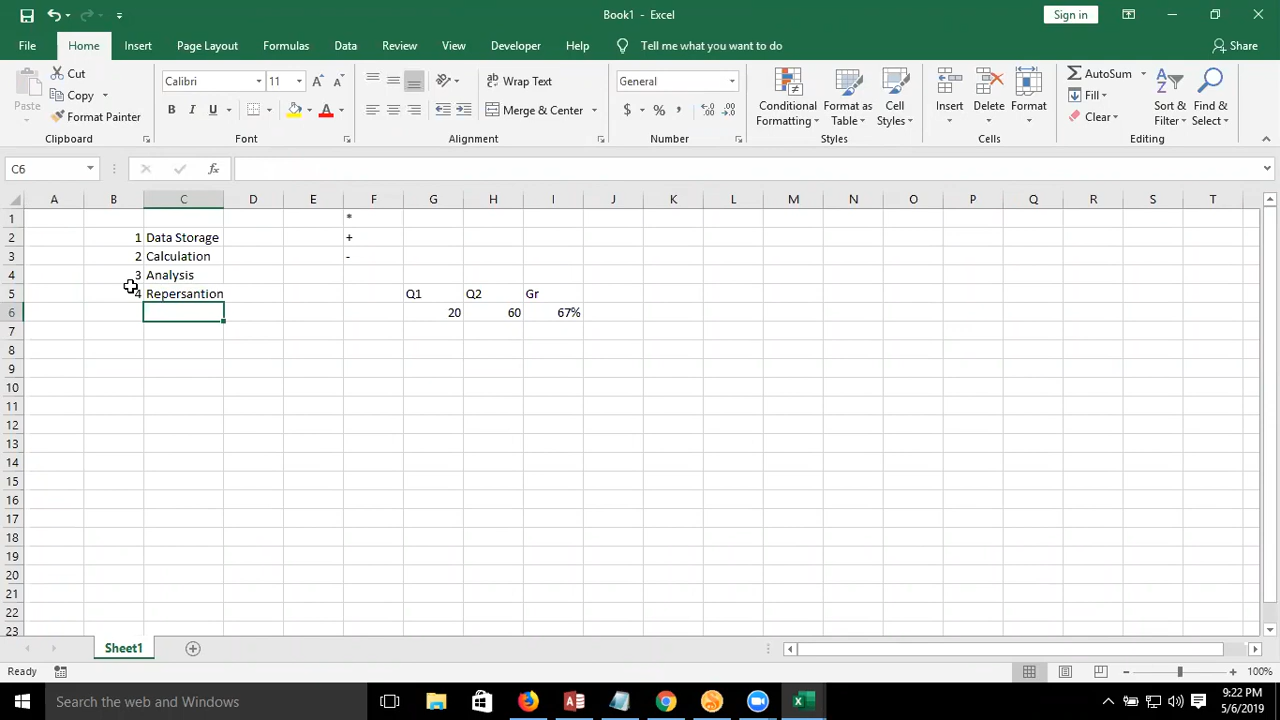 Book1 - Excel
Sign in
File Home Insert Page Layout Formulas Data Review View Developer Help Tell me what you want to do Share
Paste
Cut
Copy
Format Painter
Clipboard
Calibri 11
B I U
Font
Wrap Text
Merge & Center
Alignment
General
$ % ,
Number
Conditional Formatting
Format as Table
Cell Styles
Styles
Insert
Delete
Format
Cells
AutoSum
Fill
Clear
Sort & Filter
Find & Select
Editing
C6
fx
A B C D E F G H I J K L M N O P Q R S T
1 *
2 1 Data Storage +
3 2 Calculation -
4 3 Analysis
5 4 Repersantion Q1 Q2 Gr
6 20 60 67%
7
8
9
10
11
12
13
14
15
16
17
18
19
20
21
22
23
Sheet1
Ready
100%
Search the web and Windows
9:22 PM
5/6/2019